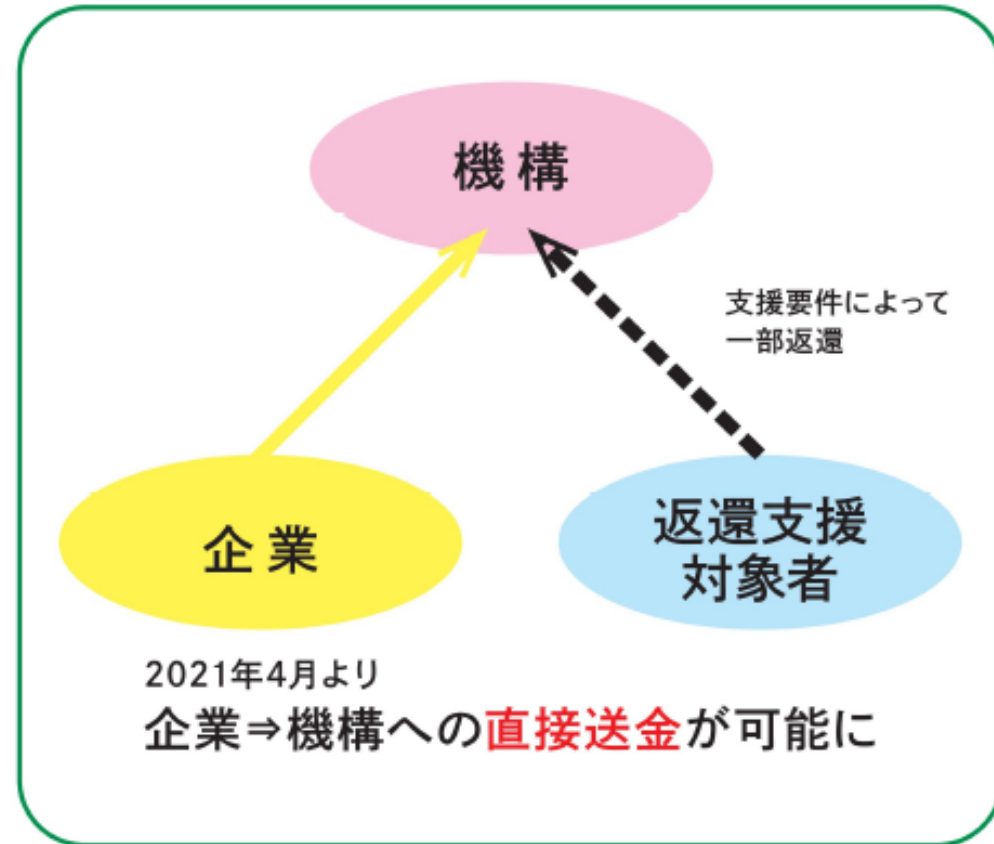 機構
支援要件によって
一部返還
企業
返還支援
対象者
2021年4月より
企業⇒機構への直接送金が可能に